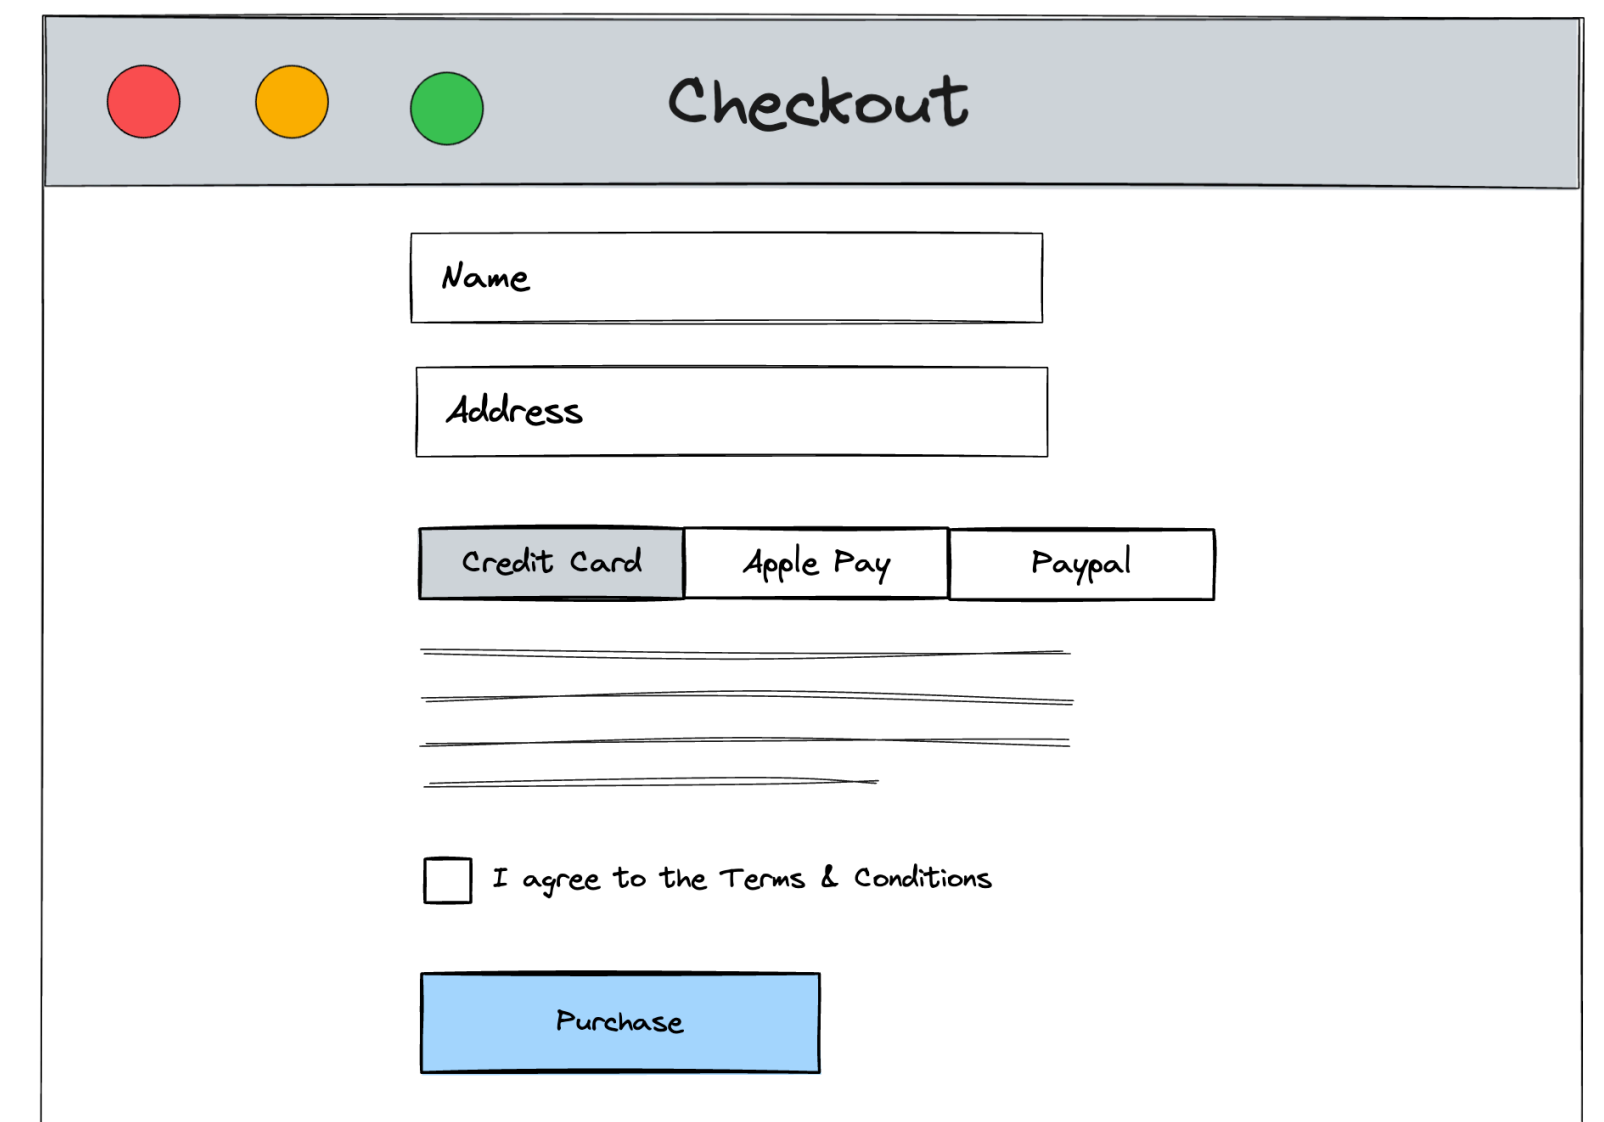 Checkout
Name
Address
Credit Card Apple Pay Paypal
I agree to the Terms & Conditions
Purchase